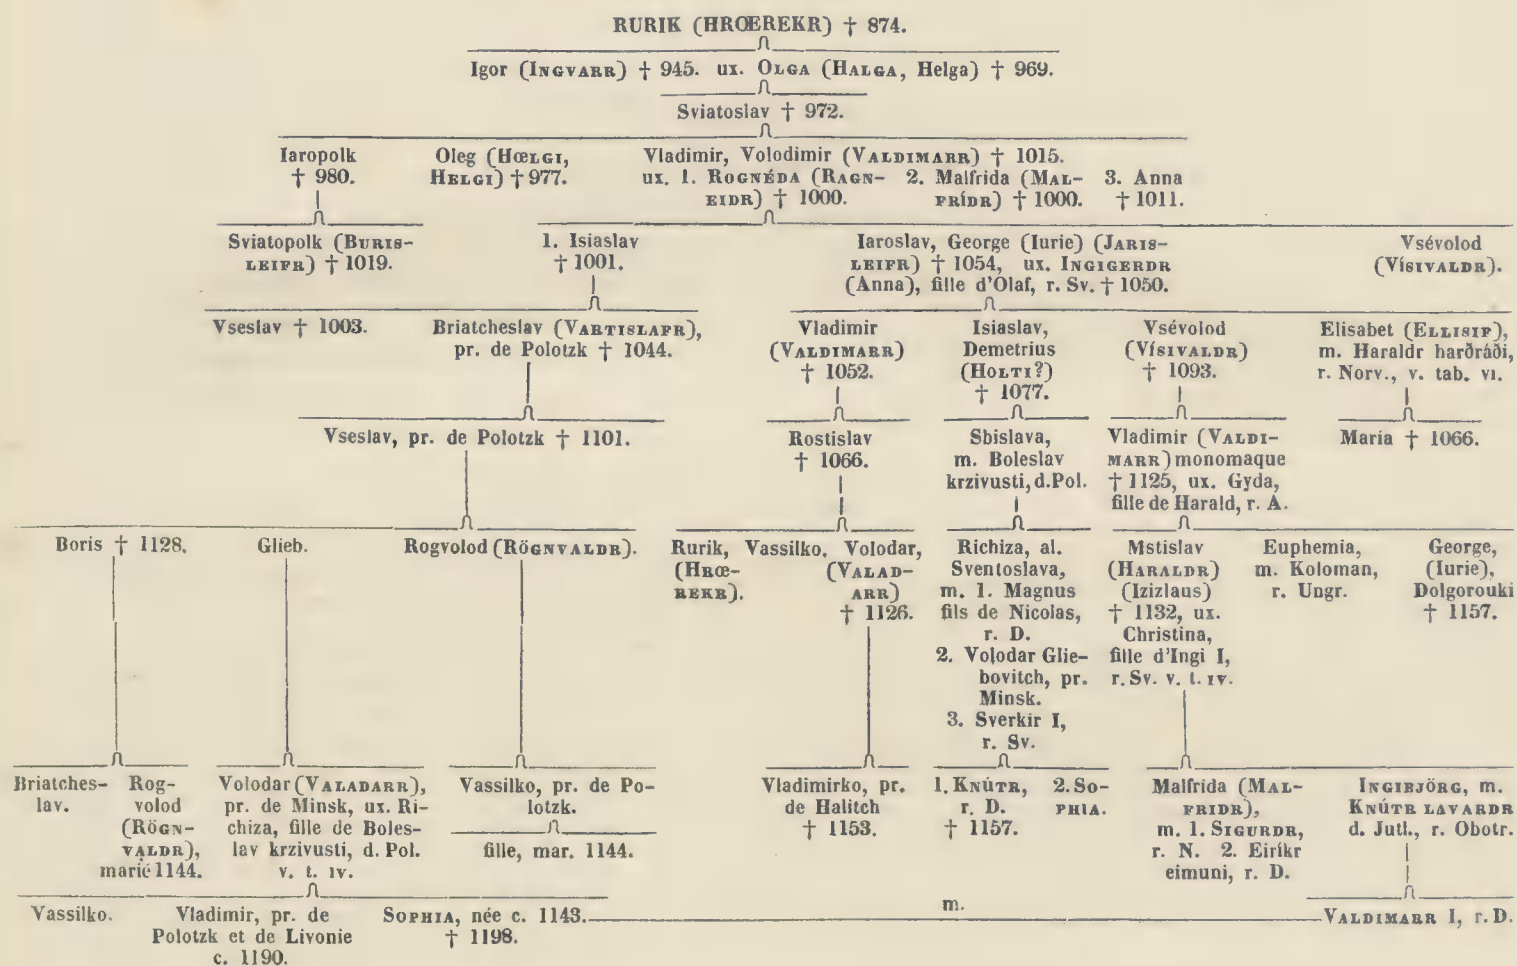 RURIK (HRŒREKR) † 874.
Igor (INGVARR) † 945. ux. OLGA (HALGA, Helga) † 969.
Sviatoslav † 972.
Iaropolk
† 980.
Oleg (HŒLGI,
HELGI) † 977.
Vladimir, Volodimir (VALDIMARR) † 1015.
ux. 1. ROGNÉDA (RAGN-
EIDR) † 1000.
2. Malfrida (MAL-
FRÍDR) † 1000.
3. Anna
† 1011.
Sviatopolk (BURIS-
LEIFR) † 1019.
1. Isiaslav
† 1001.
Iaroslav, George (Iurie) (JARIS-
LEIFR) † 1054, ux. INGIGERDR
(Anna), fille d'Olaf, r. Sv. † 1050.
Vsévolod
(VÍSIVALDR).
Vseslav † 1003.
Briatcheslav (VARTISLAFR),
pr. de Polotzk † 1044.
Vladimir
(VALDIMARR)
† 1052.
Isiaslav,
Demetrius
(HOLTI?)
† 1077.
Vsévolod
(VÍSIVALDR)
† 1093.
Elisabet (ELLISIF),
m. Haraldr harðráði,
r. Norv., v. tab. VI.
Vseslav, pr. de Polotzk † 1101.
Rostislav
† 1066.
Sbislava,
m. Boleslav
krzivusti, d. Pol.
Vladimir (VALDI-
MARR) monomaque
† 1125, ux. Gyda,
fille de Harald, r. A.
Maria † 1066.
Boris † 1128.
Glieb.
Rogvolod (RÖGNVALDR).
Rurik,
(HRŒ-
REKR).
Vassilko.
Volodar,
(VALAD-
ARR)
† 1126.
Richiza, al.
Sventoslava,
m. 1. Magnus
fils de Nicolas,
r. D.
2. Volodar Glie-
bovitch, pr.
Minsk.
3. Sverkir I,
r. Sv.
Mstislav
(HARALDR)
(Izizlaus)
† 1132, ux.
Christina,
fille d'Ingi I,
r. Sv. v. t. IV.
Euphemia,
m. Koloman,
r. Ungr.
George,
(Iurie),
Dolgorouki
† 1157.
Briatches-
lav.
Rog-
volod
(RÖGN-
VALDR),
marié 1144.
Volodar (VALADARR),
pr. de Minsk, ux. Ri-
chiza, fille de Boles-
lav krzivusti, d. Pol.
v. t. IV.
Vassilko, pr. de Po-
lotzk.
fille, mar. 1144.
Vladimirko, pr.
de Halitch
† 1153.
1. KNÚTR,
r. D.
† 1157.
2. SO-
PHIA.
Malfrida (MAL-
FRIDR),
m. 1. SIGURDR,
r. N. 2. Eiríkr
eimuni, r. D.
INGIBJÖRG, m.
KNÚTR LAVARDR
d. Jutl., r. Obotr.
Vassilko.
Vladimir, pr. de
Polotzk et de Livonie
c. 1190.
SOPHIA, née c. 1143.
† 1198.
m.
VALDIMARR I, r. D.